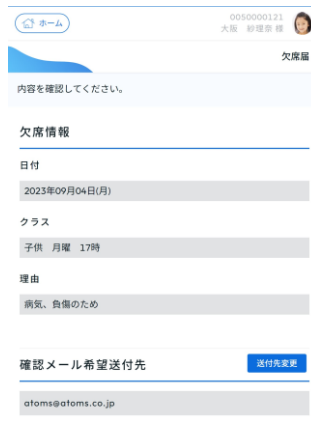 ホーム
0050000121
大阪 紗理奈 様
欠席届
内容を確認してください。
欠席情報
日付
2023年09月04日(月)
クラス
子供 月曜 17時
理由
病気、負傷のため
確認メール希望送付先
送付先変更
atoms@atoms.co.jp